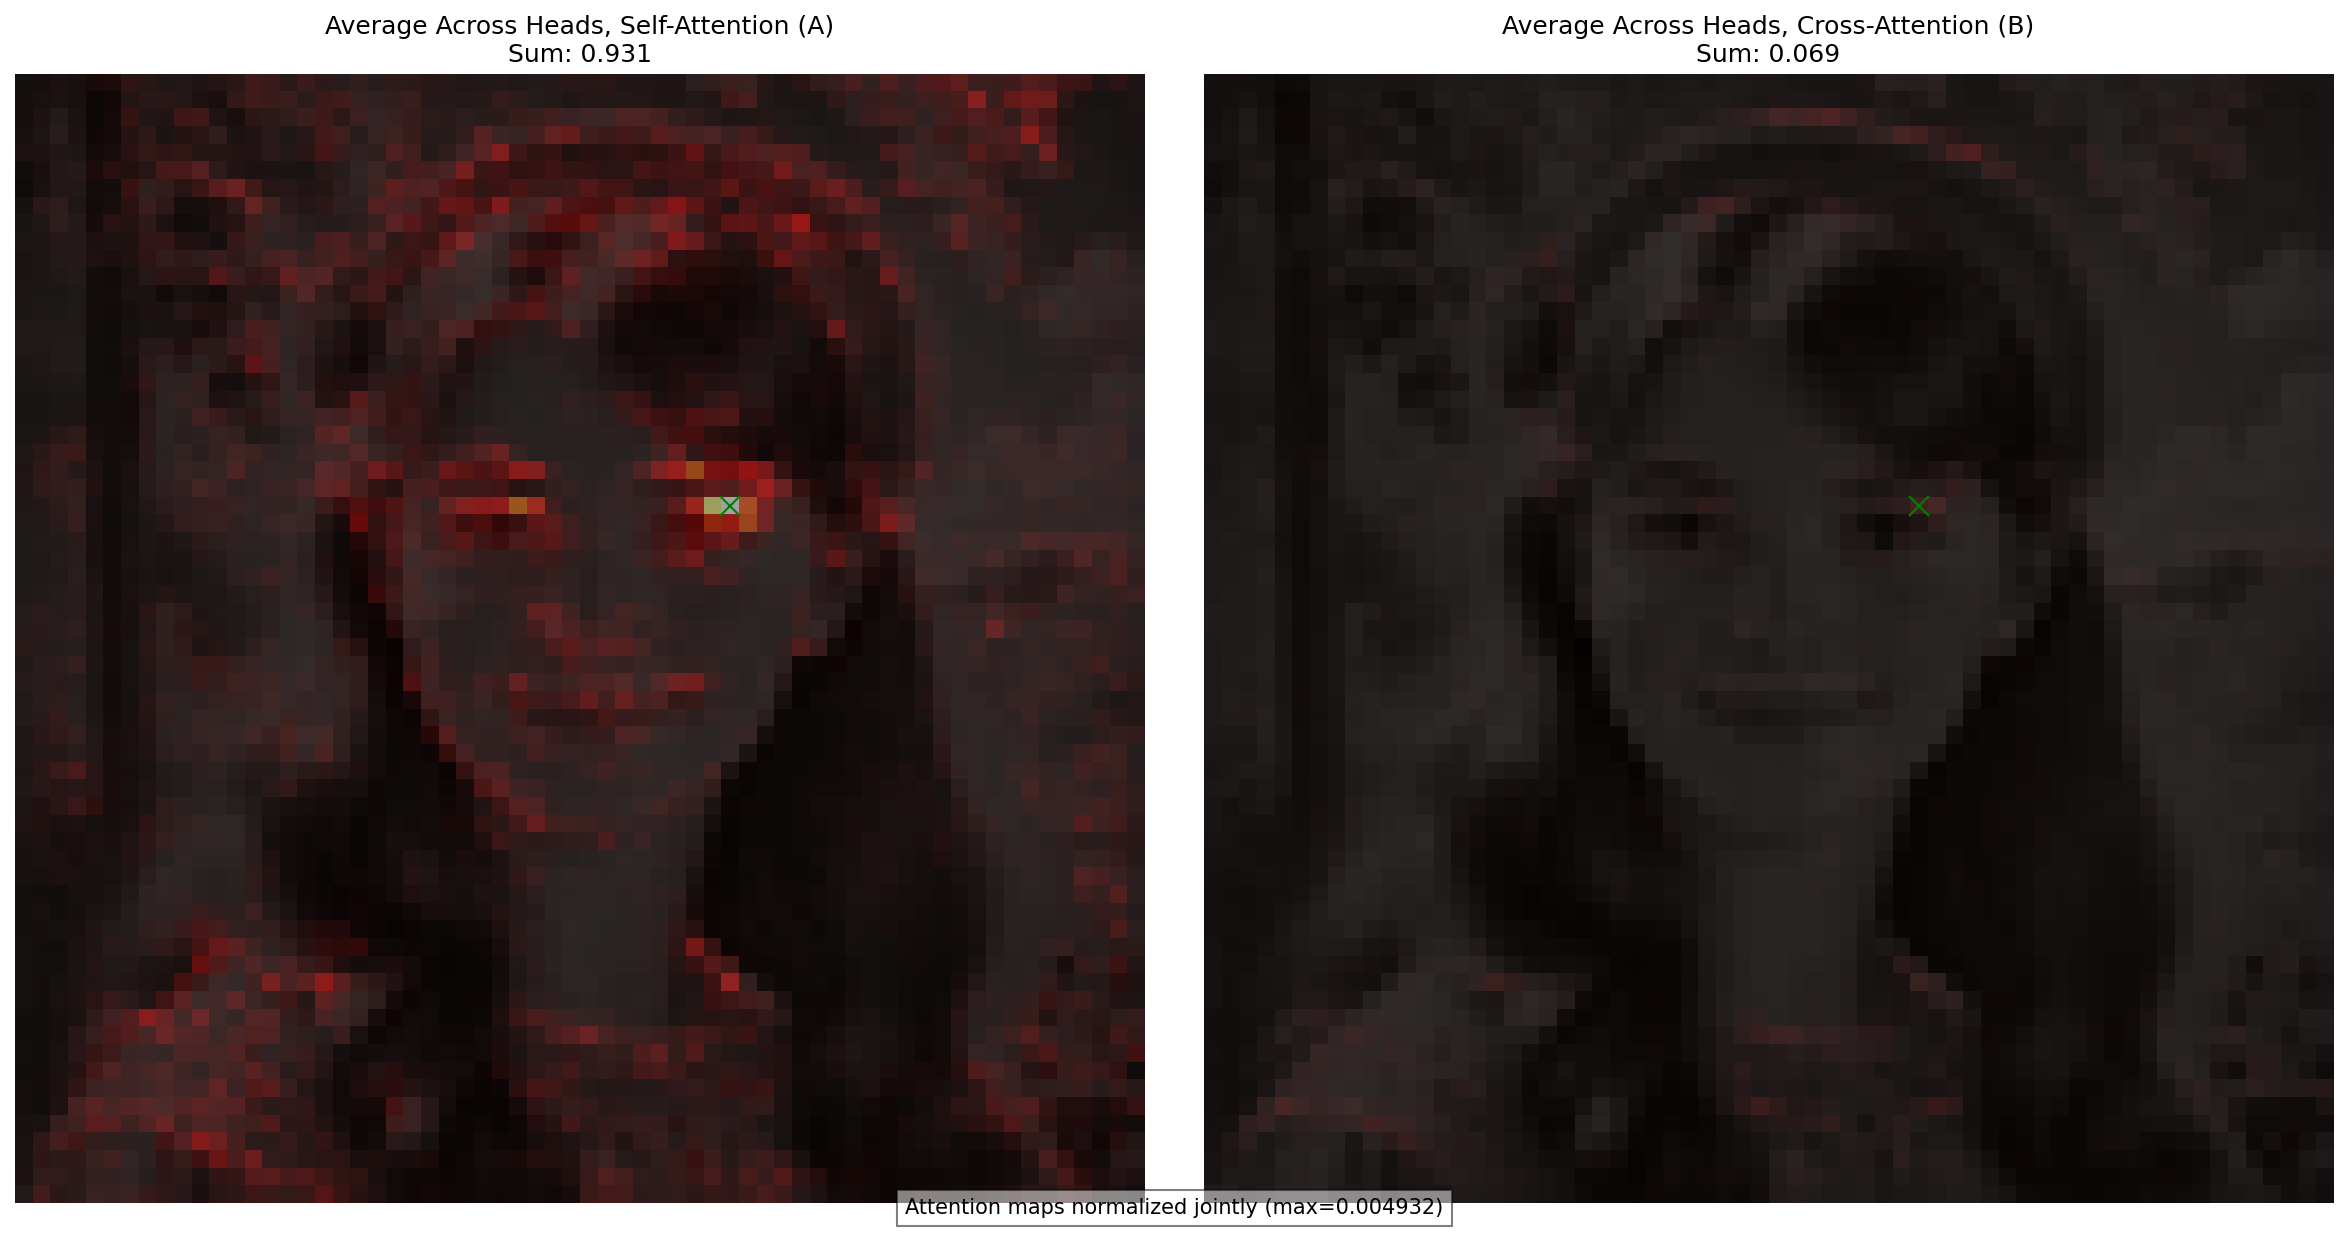 Average Across Heads, Self-Attention (A)
Sum: 0.931
Average Across Heads, Cross-Attention (B)
Sum: 0.069
Attention maps normalized jointly (max=0.004932)